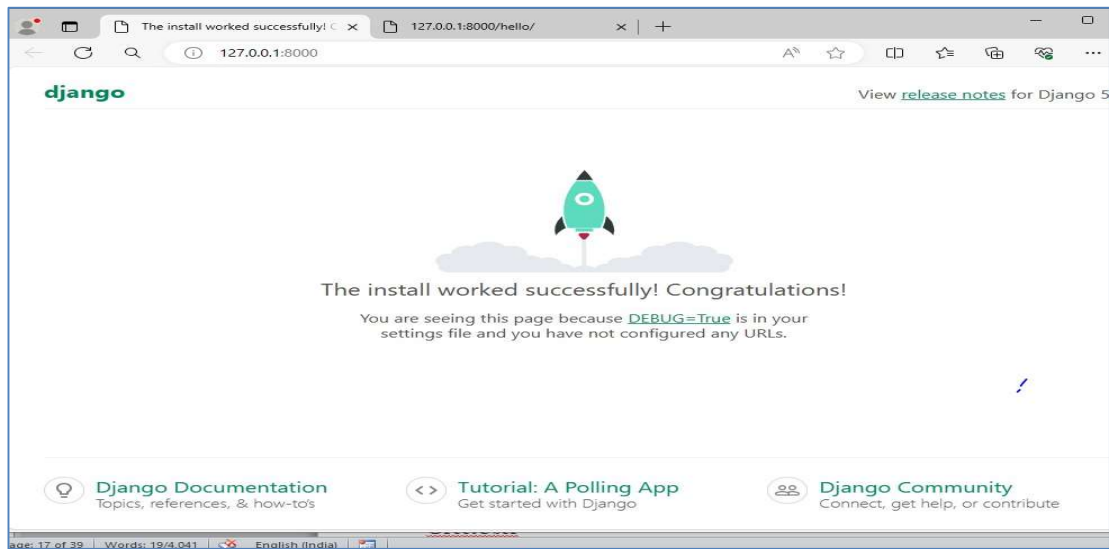 The install worked successfully! C
127.0.0.1:8000/hello/
127.0.0.1:8000
django
View release notes for Django 5
The install worked successfully! Congratulations!
You are seeing this page because DEBUG=True is in your
settings file and you have not configured any URLs.
Django Documentation
Topics, references, & how-to's
Tutorial: A Polling App
Get started with Django
Django Community
Connect, get help, or contribute
age: 17 of 39
Words: 19/4,041
English (India)